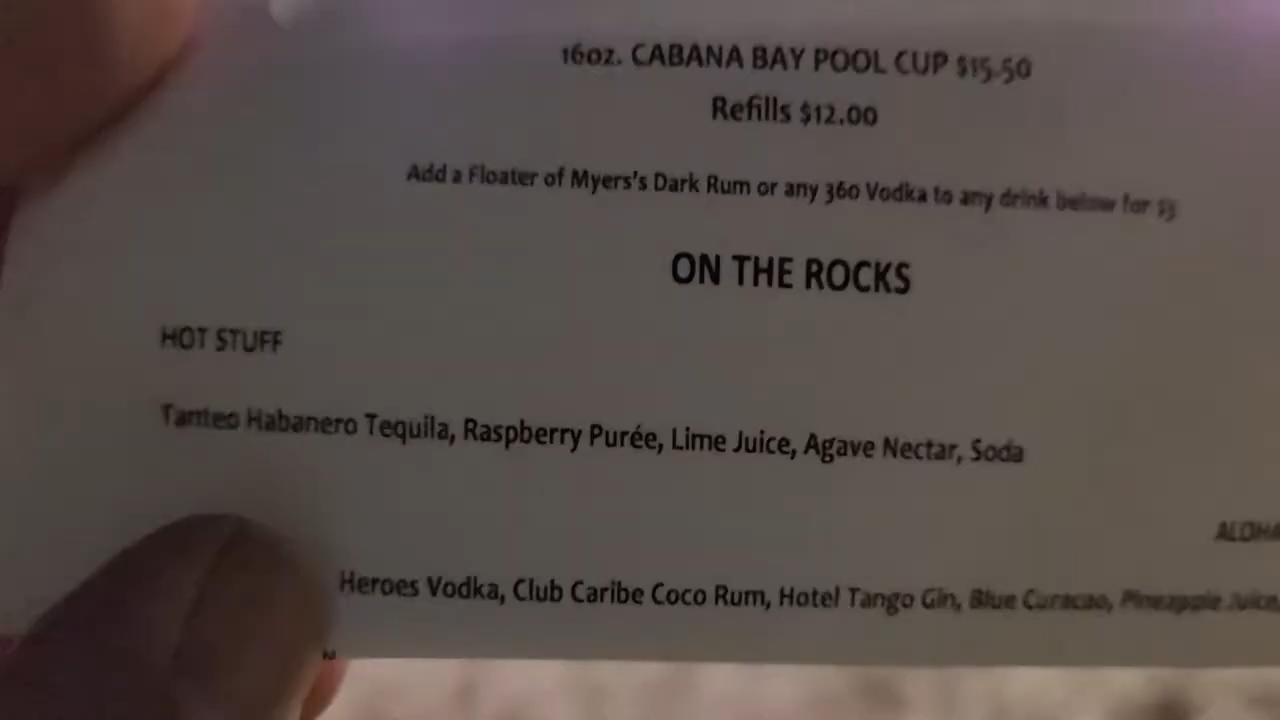 16oz. CABANA BAY POOL CUP $15.50
Refills $12.00
Add a Floater of Myers's Dark Rum or any 360 Vodka to any drink below for $3
ON THE ROCKS
HOT STUFF
Tanteo Habanero Tequila, Raspberry Purée, Lime Juice, Agave Nectar, Soda
ALOHA
Heroes Vodka, Club Caribe Coco Rum, Hotel Tango Gin, Blue Curacao, Pineapple Juice,